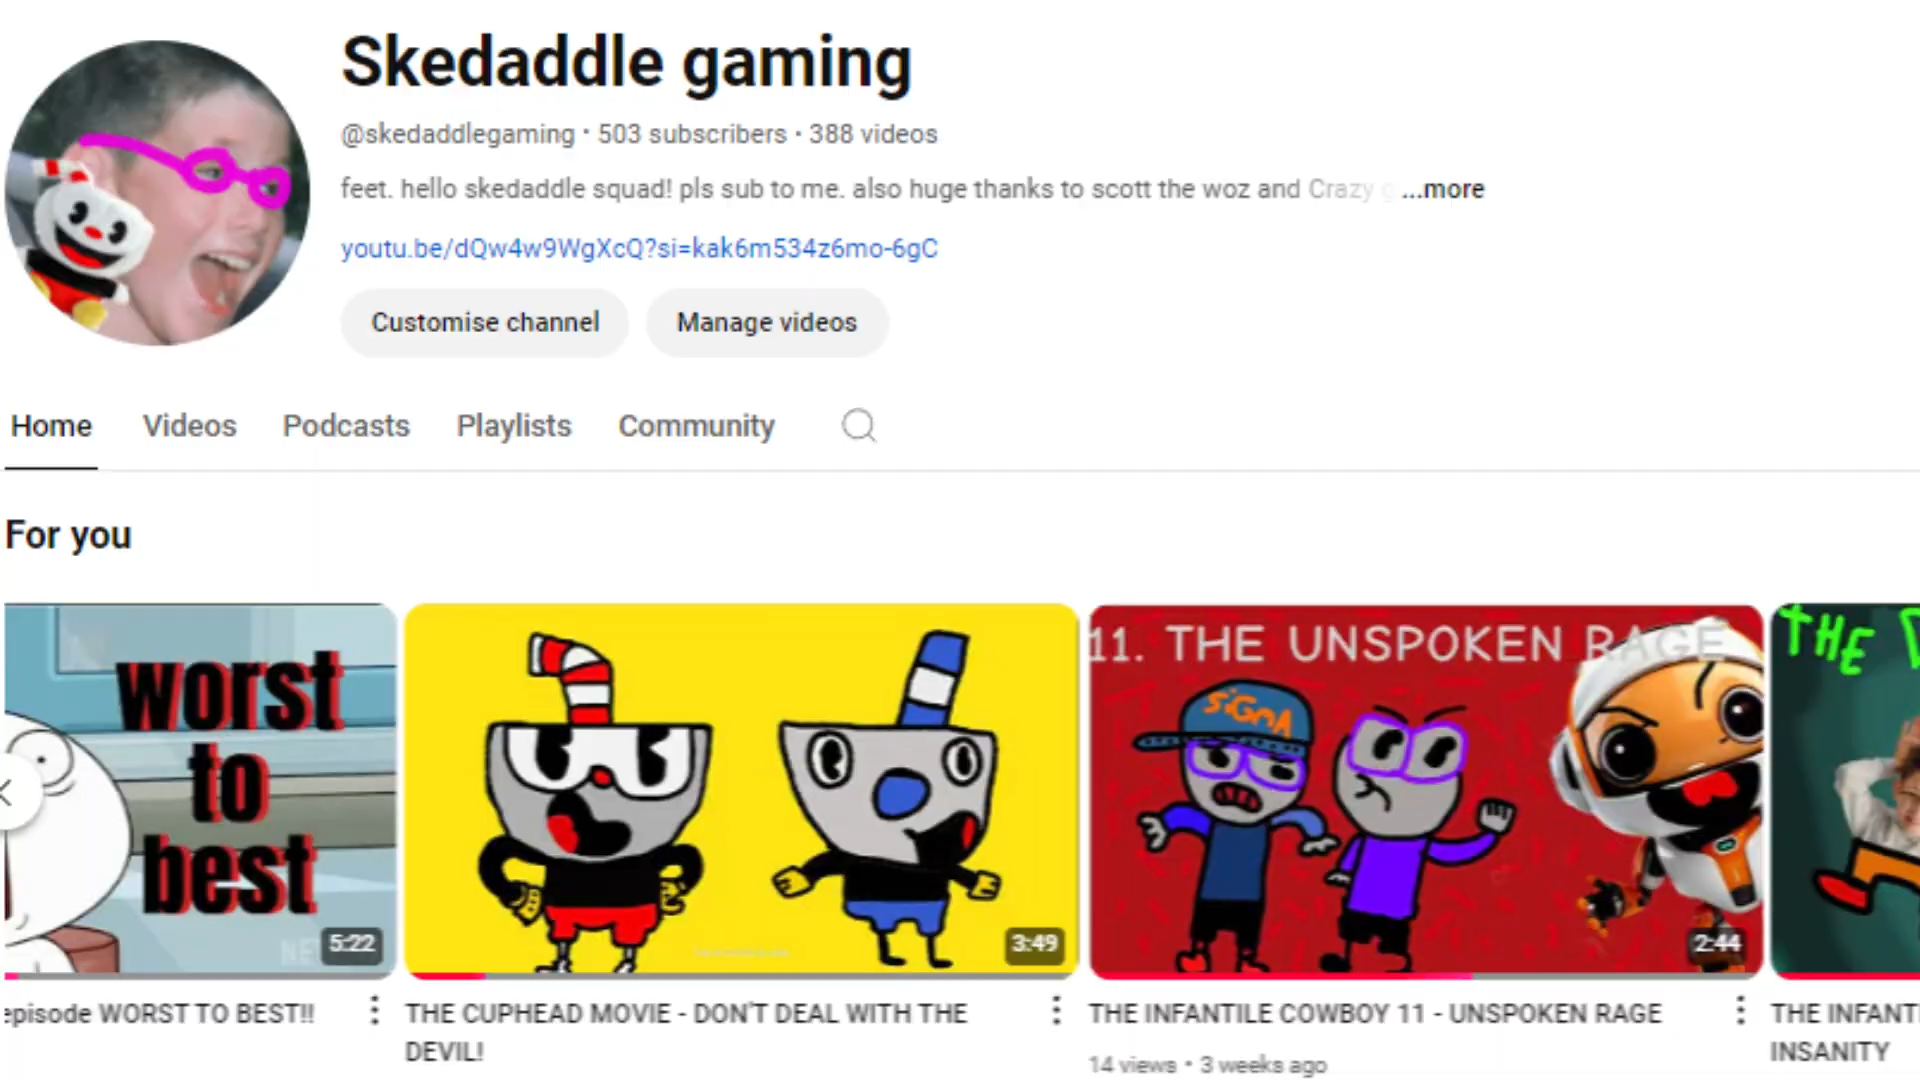 Skedaddle gaming
@skedaddlegaming • 503 subscribers • 388 videos
feet. hello skedaddle squad! pls sub to me. also huge thanks to scott the woz and Crazy g ...more
youtu.be/dQw4w9WgXcQ?si=kak6m534z6mo-6gC
Customise channel Manage videos
Home Videos Podcasts Playlists Community
For you
worst
to
best
5:22
3:49
11. THE UNSPOKEN RAGE
SiGMA
2:44
THE
episode WORST TO BEST!!
THE CUPHEAD MOVIE - DON'T DEAL WITH THE
DEVIL!
THE INFANTILE COWBOY 11 - UNSPOKEN RAGE
14 views • 3 weeks ago
THE INFANTI
INSANITY